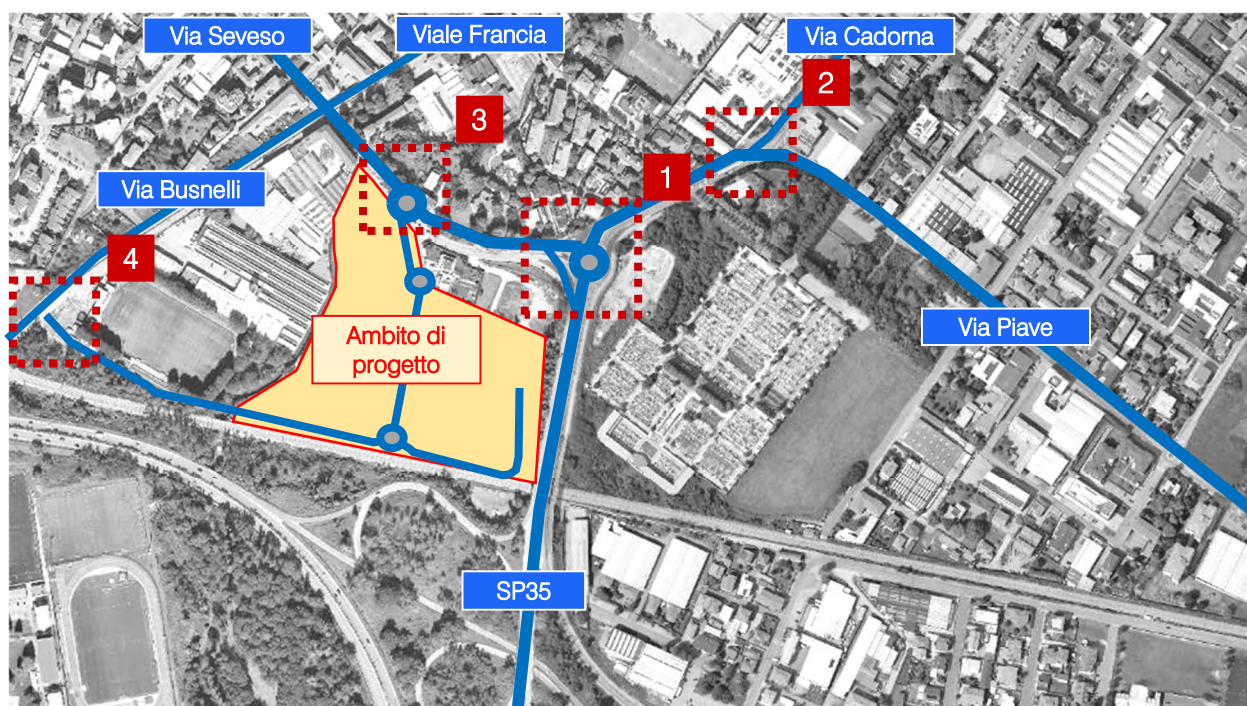 Via Seveso
Viale Francia
Via Cadorna
2
3
1
Via Busnelli
4
Ambito di
progetto
Via Piave
SP35